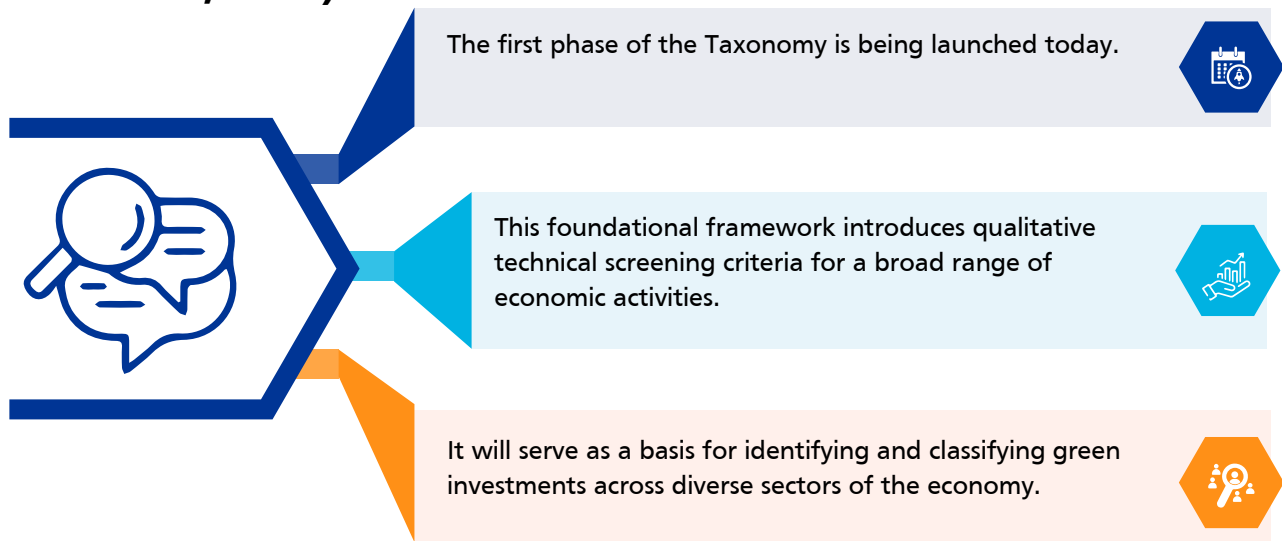 The first phase of the Taxonomy is being launched today.
This foundational framework introduces qualitative
technical screening criteria for a broad range of
economic activities.
It will serve as a basis for identifying and classifying green
investments across diverse sectors of the economy.